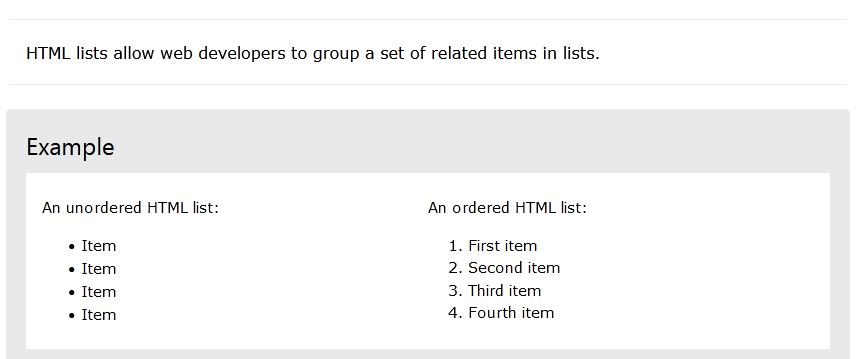 HTML lists allow web developers to group a set of related items in lists.
Example
An unordered HTML list:
• Item
• Item
• Item
• Item
An ordered HTML list:
1. First item
2. Second item
3. Third item
4. Fourth item